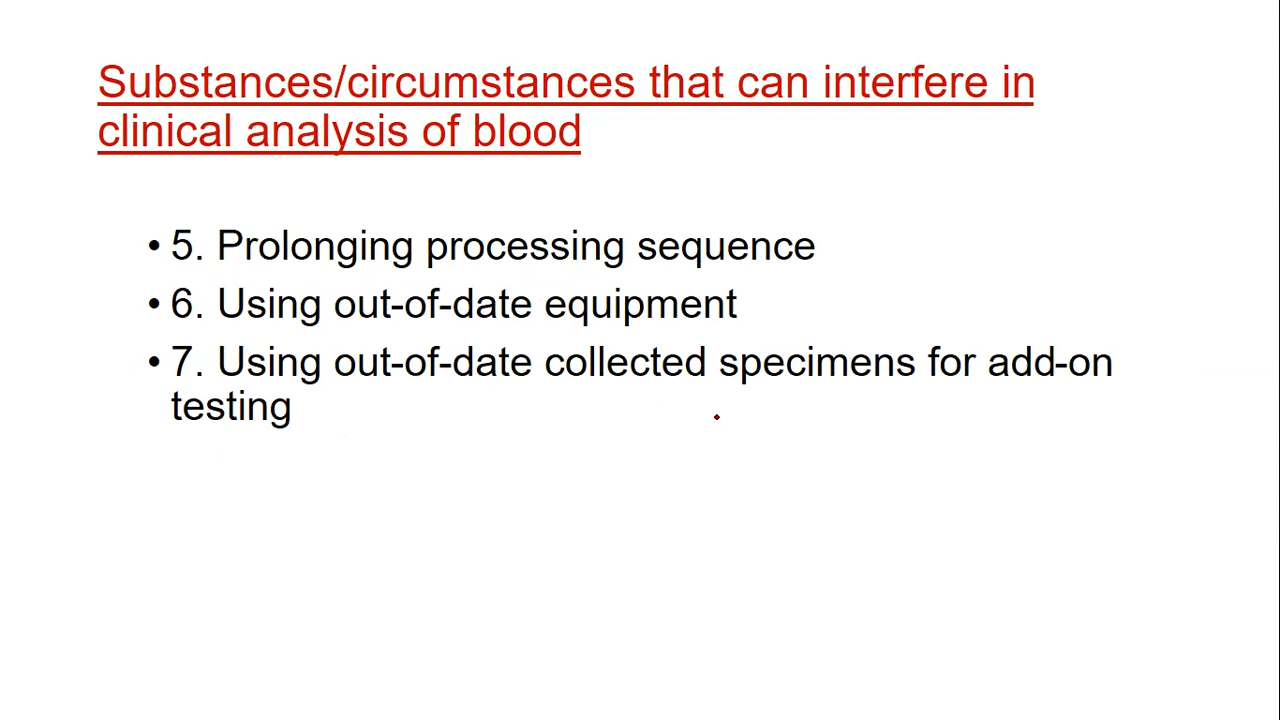 Substances/circumstances that can interfere in
clinical analysis of blood
• 5. Prolonging processing sequence
• 6. Using out-of-date equipment
• 7. Using out-of-date collected specimens for add-on
testing